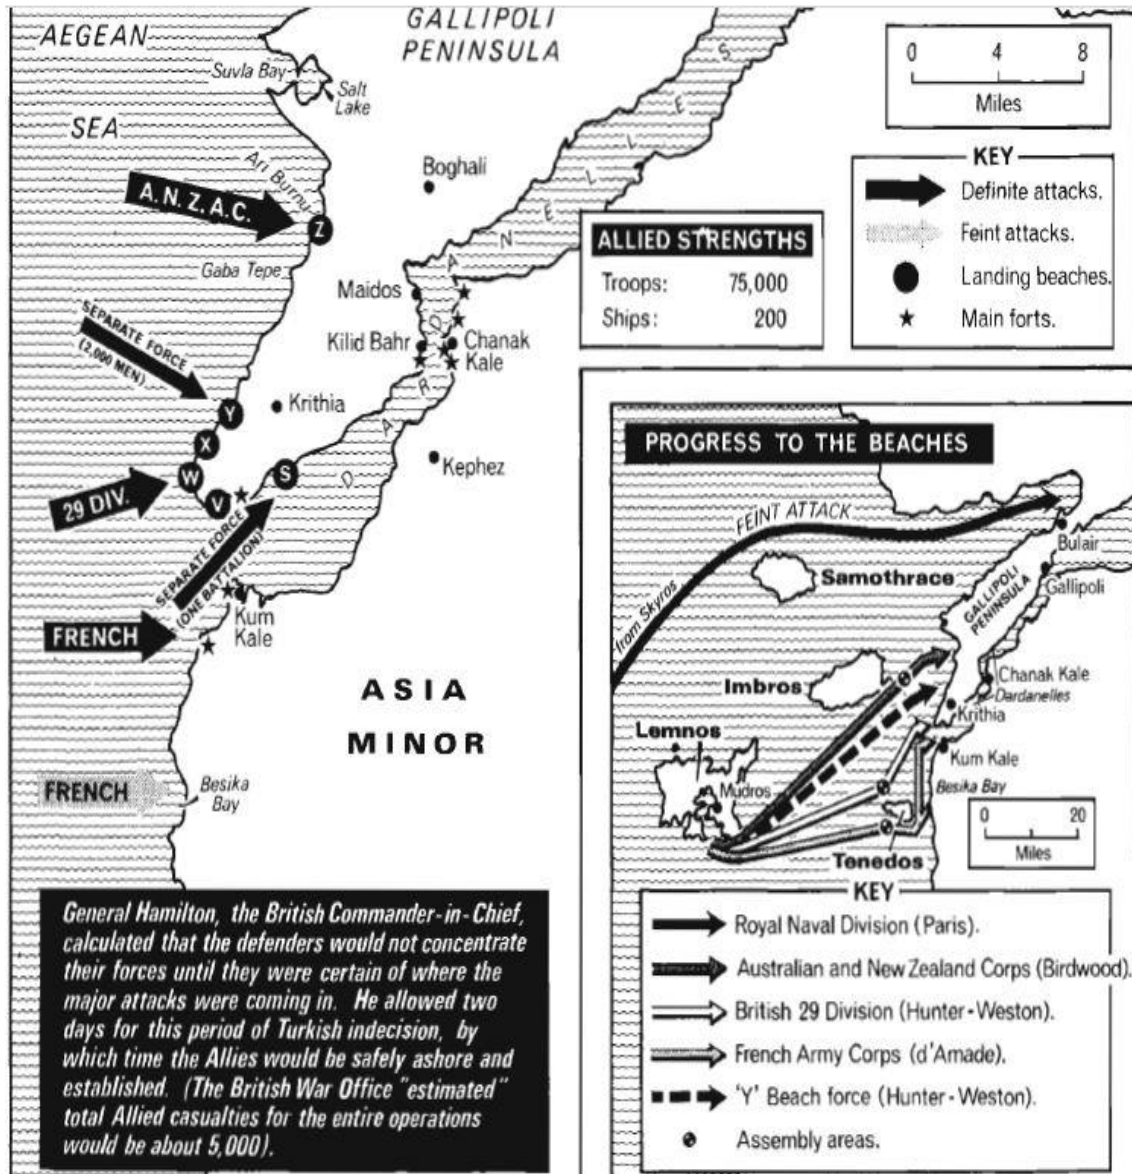 AEGEAN
SEA
GALLIPOLI
PENINSULA
Suvla Bay
Salt
Lake
Ari Burnu
A.N.Z.A.C.
Z
Gaba Tepe
Boghali
Maidos
Kilid Bahr
Chanak
Kale
DARDANELLES
SEPARATE FORCE
(2,000 MEN)
Y
Krithia
X
W
29 DIV.
V
S
Kephez
SEPARATE FORCE
(ONE BATTALION)
Kum
Kale
FRENCH
ASIA
MINOR
FRENCH
Besika
Bay
0 4 8
Miles
KEY
Definite attacks.
Feint attacks.
Landing beaches.
Main forts.
ALLIED STRENGTHS
Troops: 75,000
Ships: 200
General Hamilton, the British Commander-in-Chief,
calculated that the defenders would not concentrate
their forces until they were certain of where the
major attacks were coming in. He allowed two
days for this period of Turkish indecision, by
which time the Allies would be safely ashore and
established. (The British War Office "estimated"
total Allied casualties for the entire operations
would be about 5,000).
PROGRESS TO THE BEACHES
FEINT ATTACK
from Skyros
Bulair
Samothrace
Gallipoli
GALLIPOLI
PENINSULA
Imbros
Chanak Kale
Dardanelles
Krithia
Lemnos
Kum Kale
Mudros
Besika Bay
Tenedos
0 20
Miles
KEY
Royal Naval Division (Paris).
Australian and New Zealand Corps (Birdwood).
British 29 Division (Hunter-Weston).
French Army Corps (d'Amade).
'Y' Beach force (Hunter-Weston).
Assembly areas.